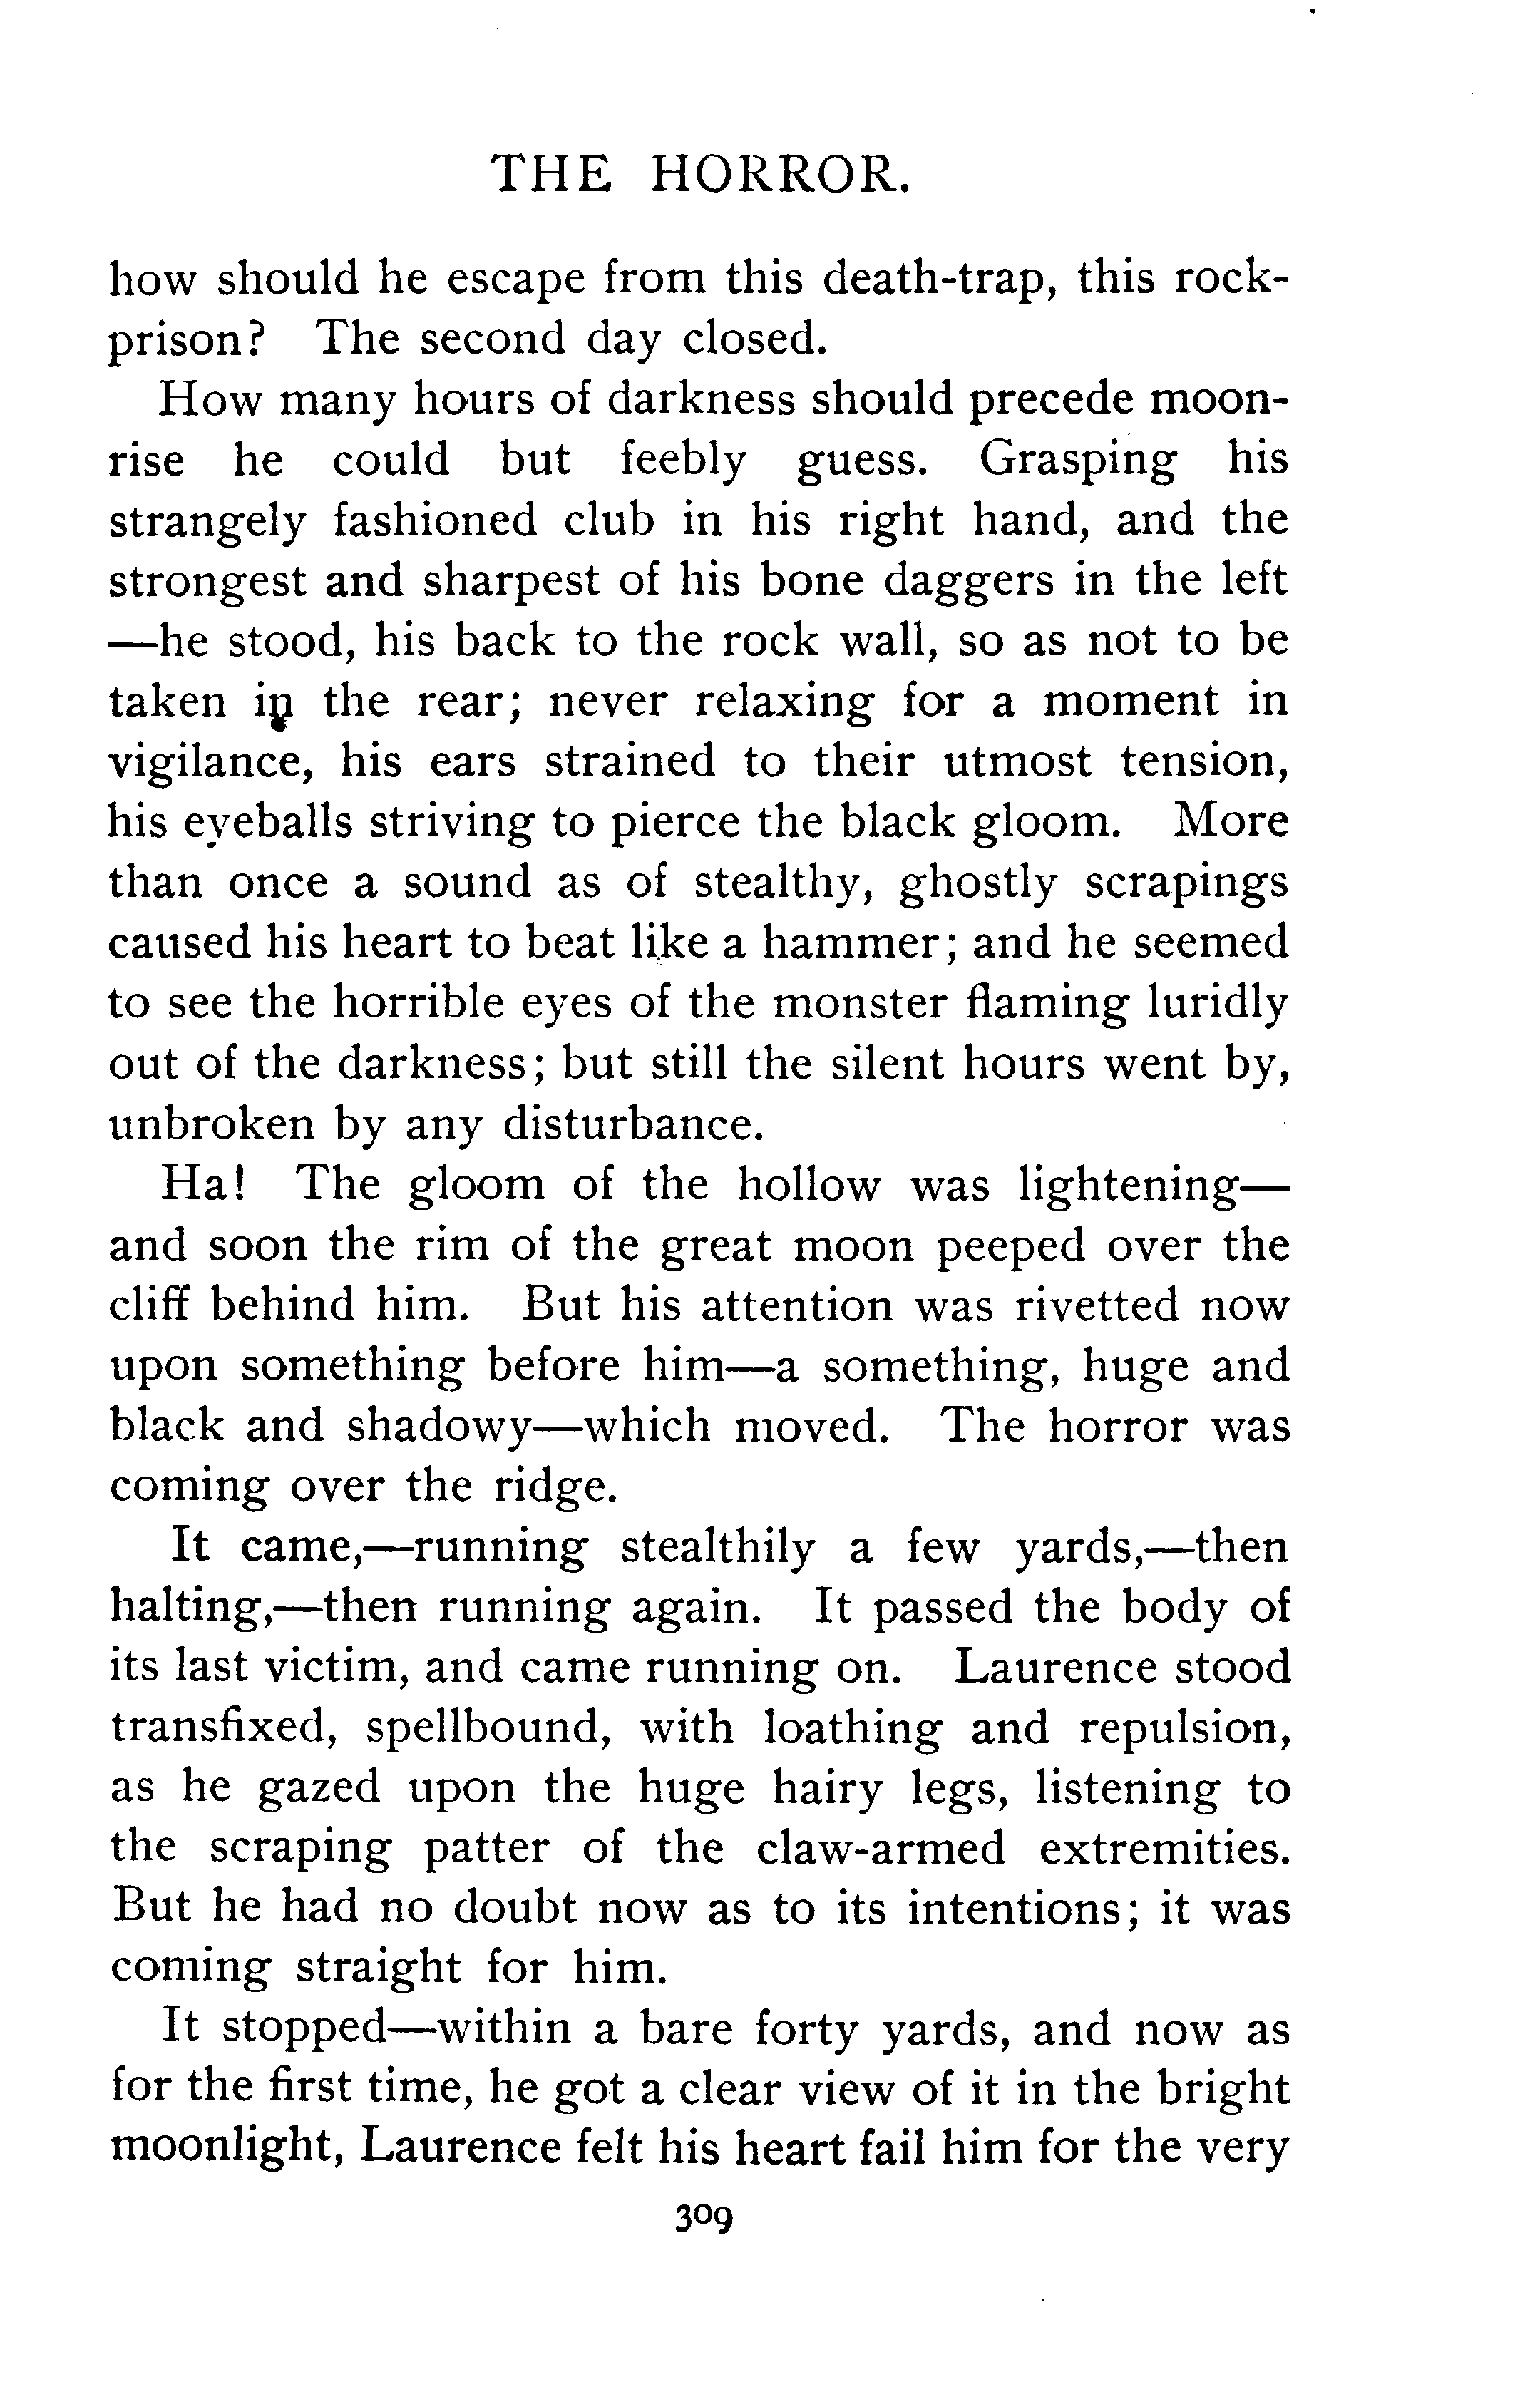 THE HORROR.
how should he escape from this death-trap, this rock-
prison? The second day closed.
How many hours of darkness should precede moon-
rise he could but feebly guess. Grasping his
strangely fashioned club in his right hand, and the
strongest and sharpest of his bone daggers in the left
—he stood, his back to the rock wall, so as not to be
taken in the rear; never relaxing for a moment in
vigilance, his ears strained to their utmost tension,
his eyeballs striving to pierce the black gloom. More
than once a sound as of stealthy, ghostly scrapings
caused his heart to beat like a hammer; and he seemed
to see the horrible eyes of the monster flaming luridly
out of the darkness; but still the silent hours went by,
unbroken by any disturbance.
Ha! The gloom of the hollow was lightening—
and soon the rim of the great moon peeped over the
cliff behind him. But his attention was rivetted now
upon something before him—a something, huge and
black and shadowy—which moved. The horror was
coming over the ridge.
It came,—running stealthily a few yards,—then
halting,—then running again. It passed the body of
its last victim, and came running on. Laurence stood
transfixed, spellbound, with loathing and repulsion,
as he gazed upon the huge hairy legs, listening to
the scraping patter of the claw-armed extremities.
But he had no doubt now as to its intentions; it was
coming straight for him.
It stopped—within a bare forty yards, and now as
for the first time, he got a clear view of it in the bright
moonlight, Laurence felt his heart fail him for the very
309